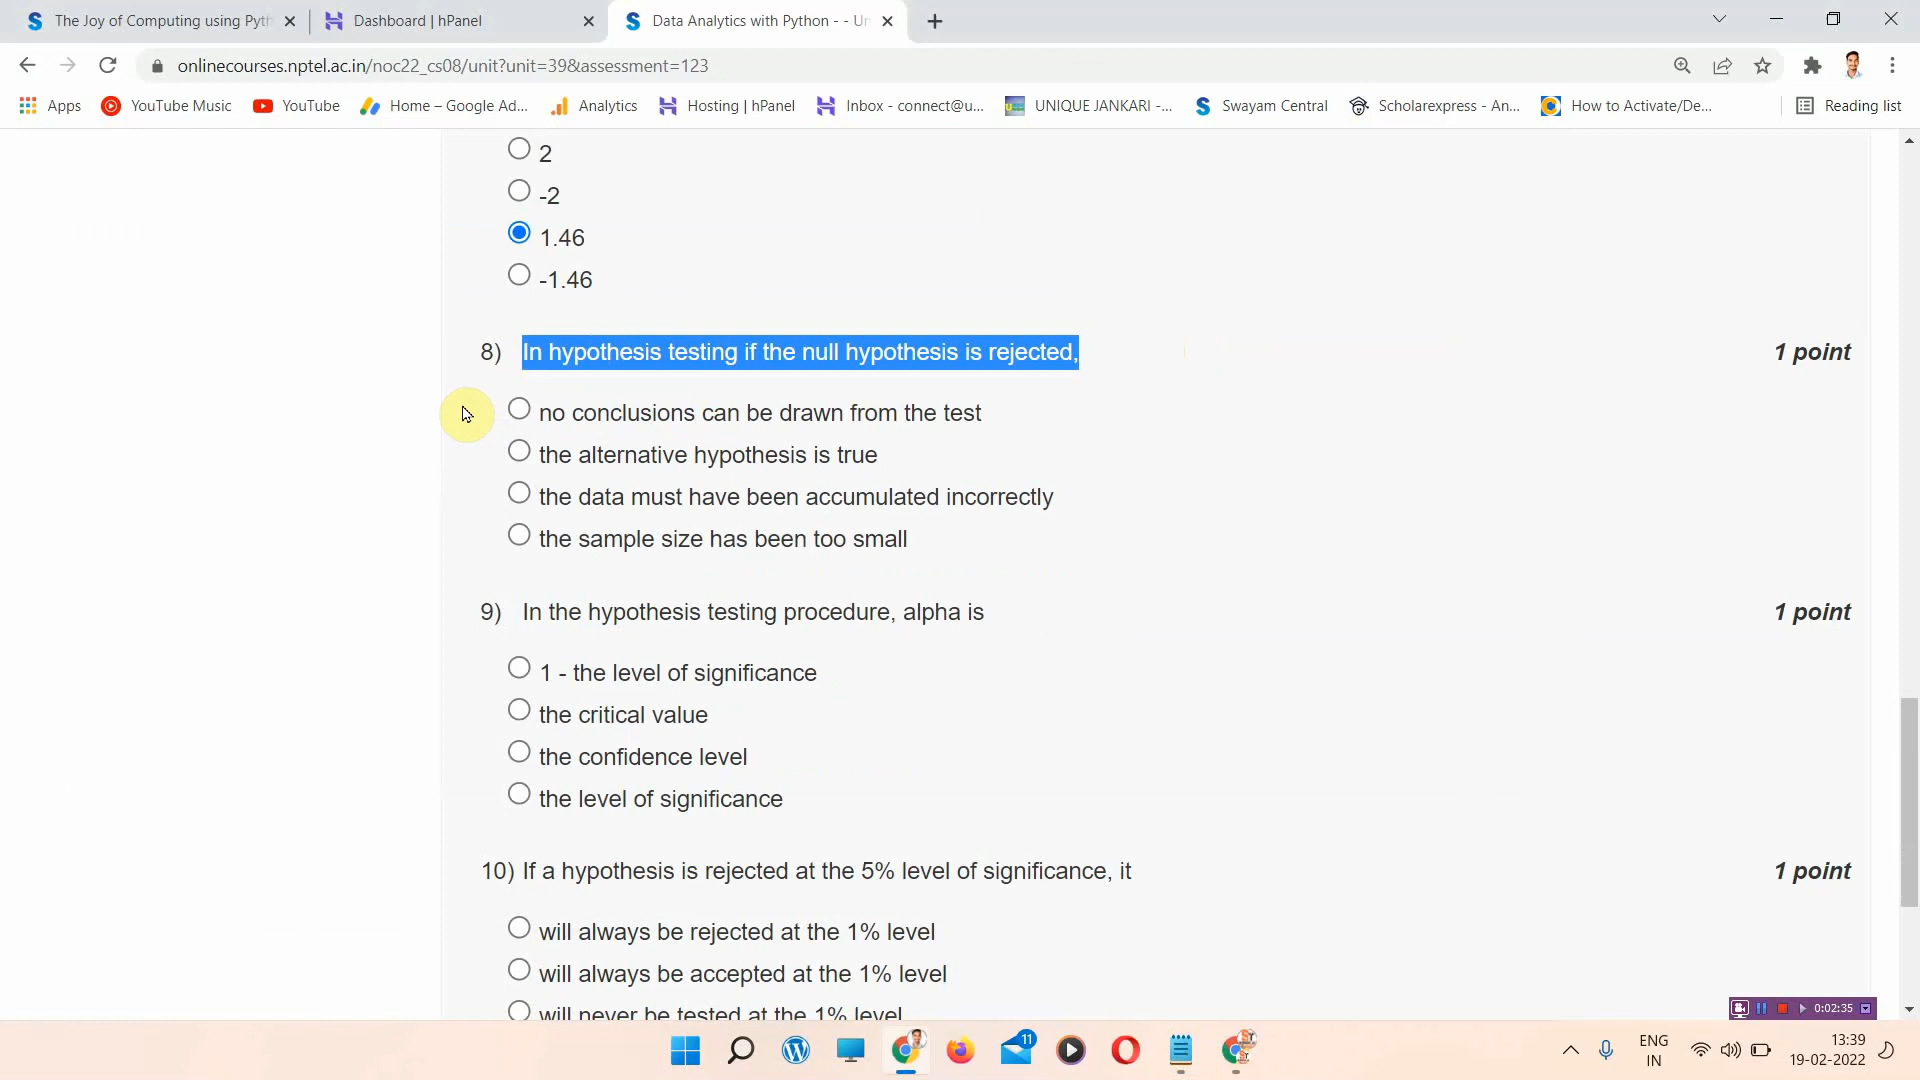 The Joy of Computing using Pyth
Dashboard | hPanel
Data Analytics with Python - - Un
onlinecourses.nptel.ac.in/noc22_cs08/unit?unit=39&assessment=123
Apps
YouTube Music
YouTube
Home – Google Ad...
Analytics
Hosting | hPanel
Inbox - connect@u...
UNIQUE JANKARI -...
Swayam Central
Scholarexpress - An...
How to Activate/De...
Reading list
2
-2
1.46
-1.46
8) In hypothesis testing if the null hypothesis is rejected, 1 point
no conclusions can be drawn from the test
the alternative hypothesis is true
the data must have been accumulated incorrectly
the sample size has been too small
9) In the hypothesis testing procedure, alpha is 1 point
1 - the level of significance
the critical value
the confidence level
the level of significance
10) If a hypothesis is rejected at the 5% level of significance, it 1 point
will always be rejected at the 1% level
will always be accepted at the 1% level
will never be tested at the 1% level
0:02:35
11
ENG
IN
13:39
19-02-2022